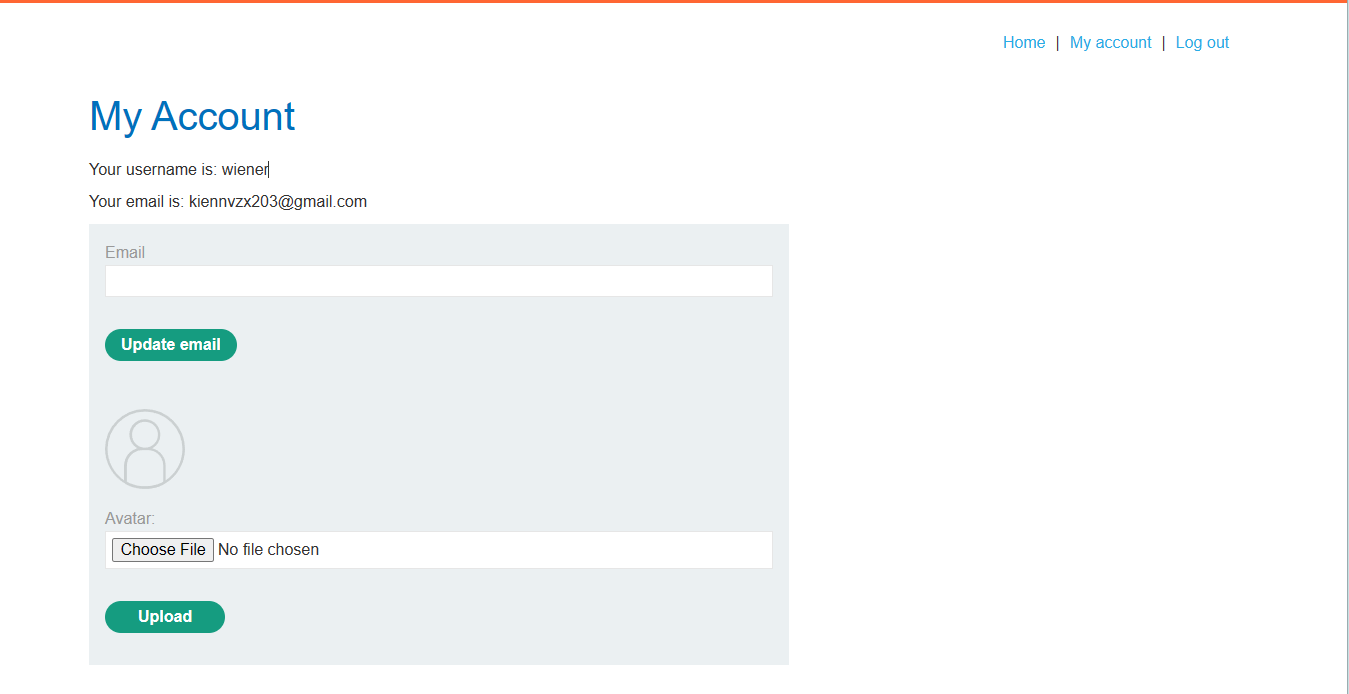 Home | My account | Log out
My Account
Your username is: wiener
Your email is: kiennvzx203@gmail.com
Email
Update email
Avatar:
Choose File No file chosen
Upload